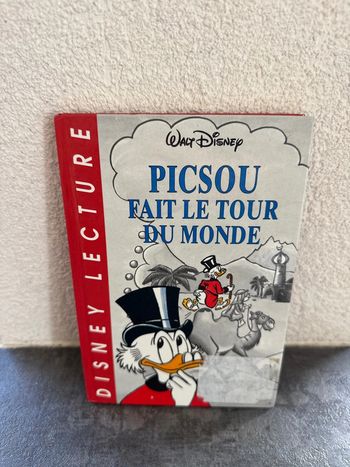 WALT DISNEY
PICSOU
FAIT LE TOUR
DU MONDE
DISNEY LECTURE